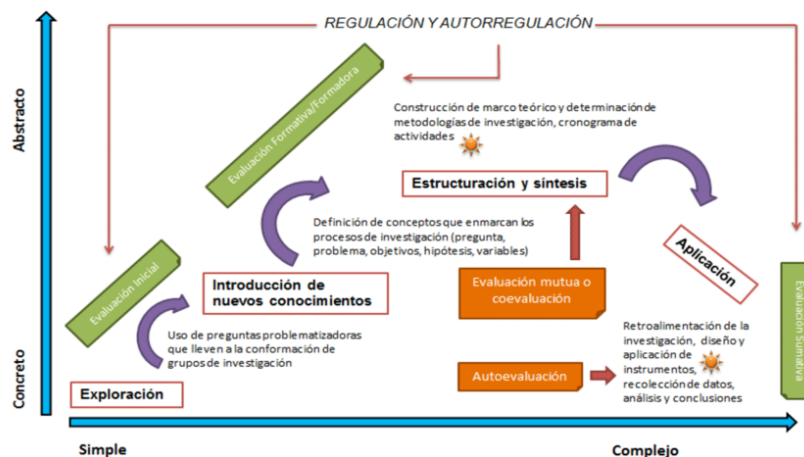 REGULACIÓN Y AUTORREGULACIÓN
Abstracto
Evaluación Formativa/Formadora
Construcción de marco teórico y determinación de
metodologías de investigación, cronograma de
actividades
Estructuración y síntesis
Definición de conceptos que enmarcan los
procesos de investigación (pregunta,
problema, objetivos, hipótesis, variables)
Aplicación
Evaluación Inicial
Introducción de
nuevos conocimientos
Evaluación mutua o
coevaluación
Evaluación Sumativa
Uso de preguntas problematizadoras
que lleven a la conformación de
grupos de investigación
Retroalimentación de la
investigación, diseño y
aplicación de
instrumentos,
recolección de datos,
análisis y conclusiones
Autoevaluación
Concreto
Exploración
Simple
Complejo